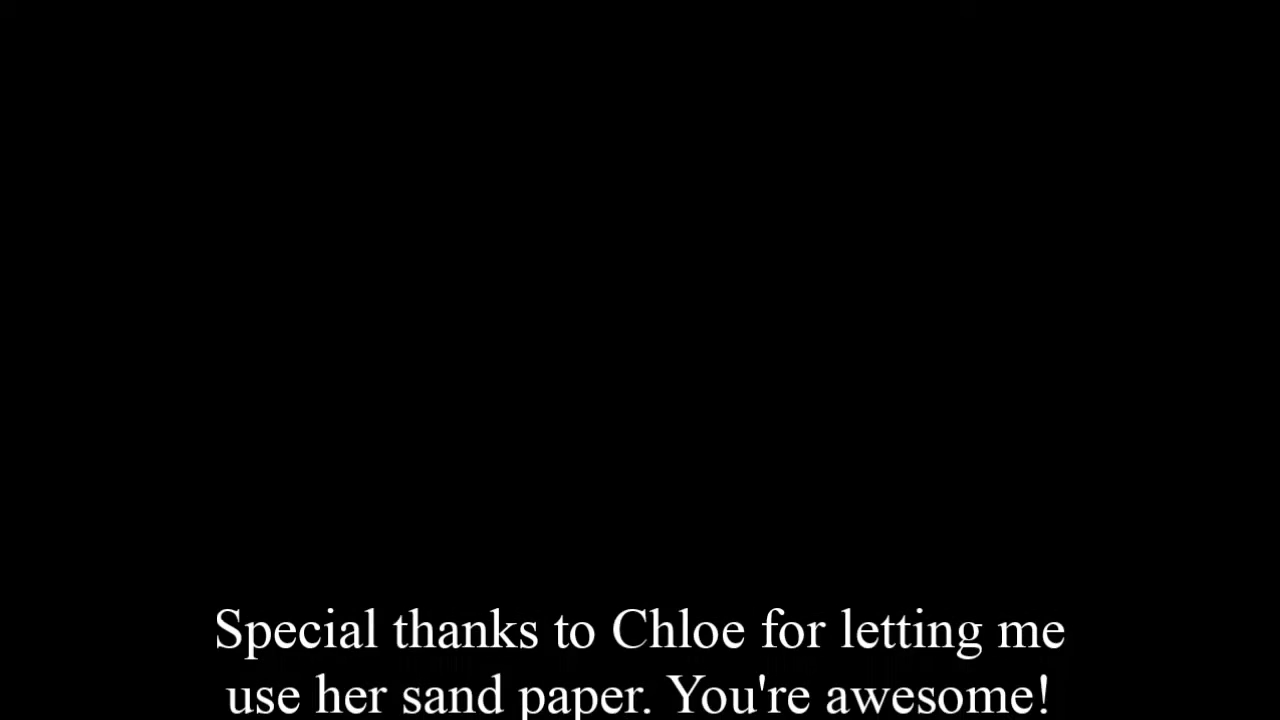 Special thanks to Chloe for letting me
use her sand paper. You're awesome!